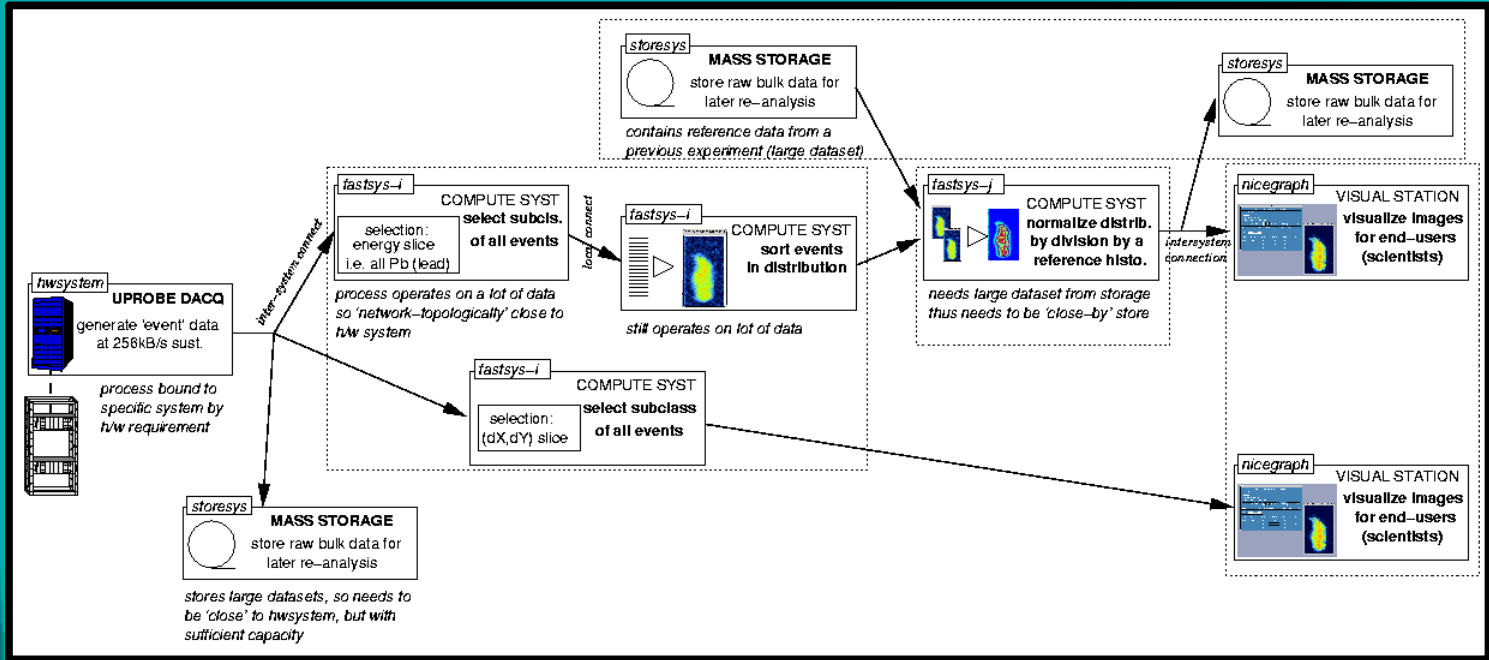 storesys
MASS STORAGE
store raw bulk data for
later re–analysis
contains reference data from a
previous experiment (large dataset)
storesys
MASS STORAGE
store raw bulk data for
later re–analysis
fastsys–i
COMPUTE SYST
select subcls.
of all events
selection:
energy slice
i.e. all Pb (lead)
process operates on a lot of data
so 'network–topologically' close to
h/w system
inter–system connect
local connect
fastsys–i
COMPUTE SYST
sort events
in distribution
still operates on lot of data
fastsys–j
COMPUTE SYST
normalize distrib.
by division by a
reference histo.
needs large dataset from storage
thus needs to be 'close–by' store
intersystem
connection
nicegraph
VISUAL STATION
visualize images
for end–users
(scientists)
hwsystem
UPROBE DACQ
generate 'event' data
at 256kB/s sust.
process bound to
specific system by
h/w requirement
fastsys–i
COMPUTE SYST
select subclass
of all events
selection:
(dX,dY) slice
nicegraph
VISUAL STATION
visualize images
for end–users
(scientists)
storesys
MASS STORAGE
store raw bulk data for
later re–analysis
stores large datasets, so needs to
be 'close' to hwsystem, but with
sufficient capacity